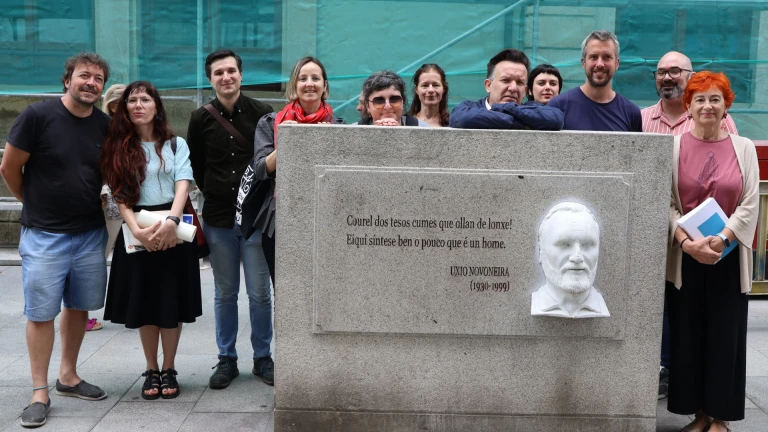 Courel dos tesos cumes que ollan de lonxe!
Eiquí síntese ben o pouco que é un home.
UXIO NOVONEIRA
(1930-1999)